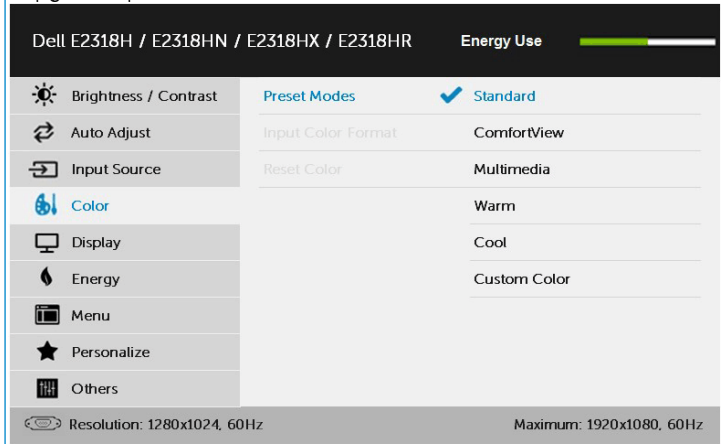 Dell E2318H / E2318HN / E2318HX / E2318HR
Energy Use
Brightness / Contrast
Auto Adjust
Input Source
Color
Display
Energy
Menu
Personalize
Others
Preset Modes
Input Color Format
Reset Color
Standard
ComfortView
Multimedia
Warm
Cool
Custom Color
Resolution: 1280x1024, 60Hz
Maximum: 1920x1080, 60Hz